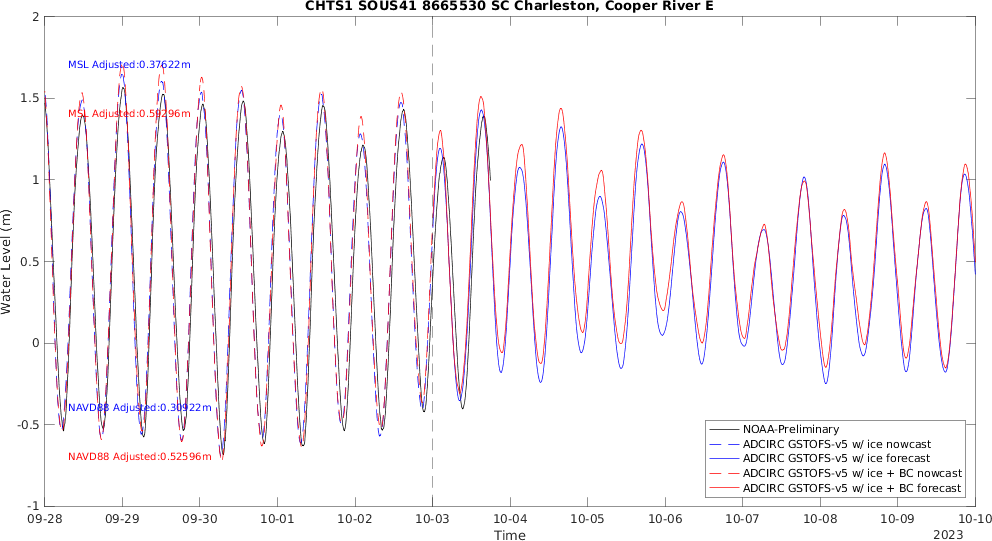 CHTS1 SOUS41 8665530 SC Charleston, Cooper River E
2
1.5
1
0.5
0
-0.5
-1
Water Level (m)
MSL Adjusted:0.37622m
MSL Adjusted:0.59296m
NAVD88 Adjusted:0.30922m
NAVD88 Adjusted:0.52596m
NOAA-Preliminary
ADCIRC GSTOFS-v5 w/ ice nowcast
ADCIRC GSTOFS-v5 w/ ice forecast
ADCIRC GSTOFS-v5 w/ ice + BC nowcast
ADCIRC GSTOFS-v5 w/ ice + BC forecast
09-28 09-29 09-30 10-01 10-02 10-03 10-04 10-05 10-06 10-07 10-08 10-09 10-10
Time
2023